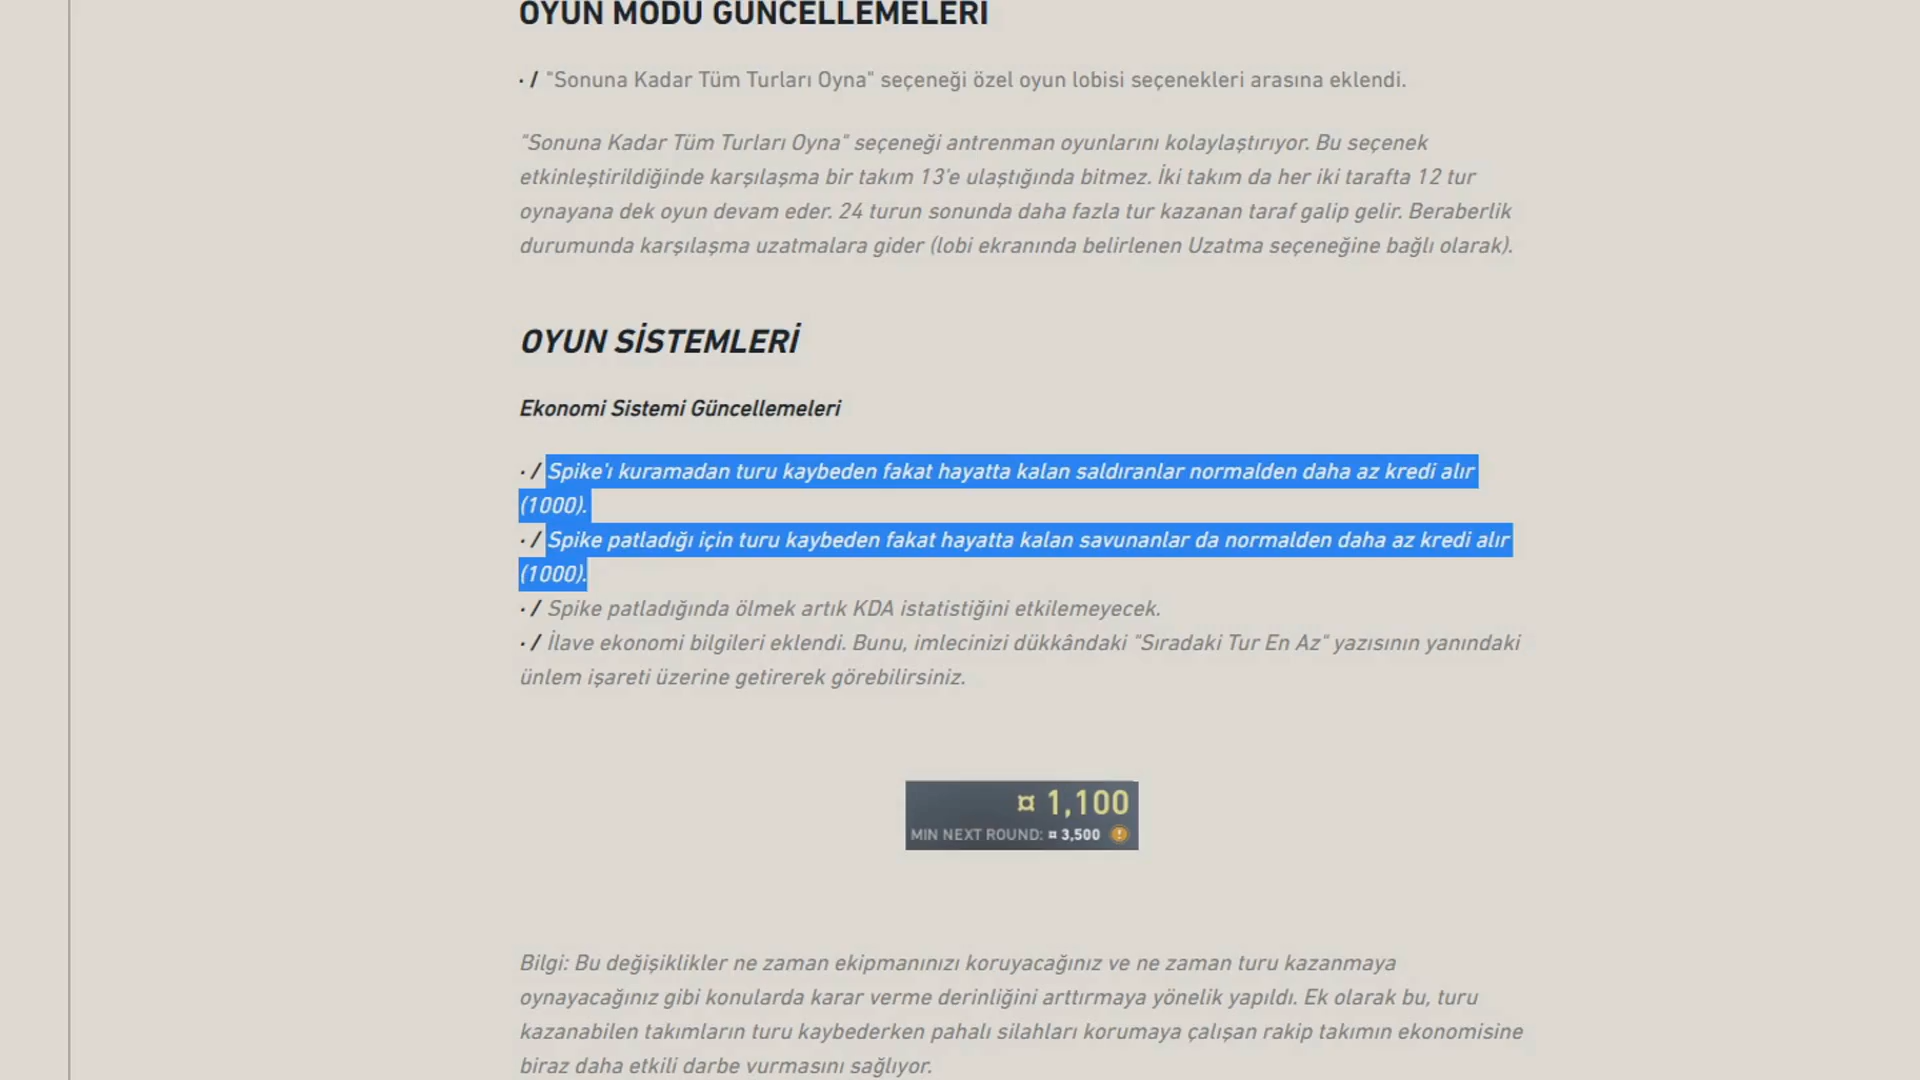 OYUN MODU GÜNCELLEMELERİ
· / "Sonuna Kadar Tüm Turları Oyna" seçeneği özel oyun lobisi seçenekleri arasına eklendi.
"Sonuna Kadar Tüm Turları Oyna" seçeneği antrenman oyunlarını kolaylaştırıyor. Bu seçenek
etkinleştirildiğinde karşılaşma bir takım 13'e ulaştığında bitmez. İki takım da her iki tarafta 12 tur
oynayana dek oyun devam eder. 24 turun sonunda daha fazla tur kazanan taraf galip gelir. Beraberlik
durumunda karşılaşma uzatmalara gider (lobi ekranında belirlenen Uzatma seçeneğine bağlı olarak).
OYUN SİSTEMLERİ
Ekonomi Sistemi Güncellemeleri
· / Spike'ı kuramadan turu kaybeden fakat hayatta kalan saldıranlar normalden daha az kredi alır
(1000).
· / Spike patladığı için turu kaybeden fakat hayatta kalan savunanlar da normalden daha az kredi alır
(1000).
· / Spike patladığında ölmek artık KDA istatistiğini etkilemeyecek.
· / İlave ekonomi bilgileri eklendi. Bunu, imlecinizi dükkândaki "Sıradaki Tur En Az" yazısının yanındaki
ünlem işareti üzerine getirerek görebilirsiniz.
¤ 1,100
MIN NEXT ROUND: ¤ 3,500 !
Bilgi: Bu değişiklikler ne zaman ekipmanınızı koruyacağınız ve ne zaman turu kazanmaya
oynayacağınız gibi konularda karar verme derinliğini arttırmaya yönelik yapıldı. Ek olarak bu, turu
kazanabilen takımların turu kaybederken pahalı silahları korumaya çalışan rakip takımın ekonomisine
biraz daha etkili darbe vurmasını sağlıyor.